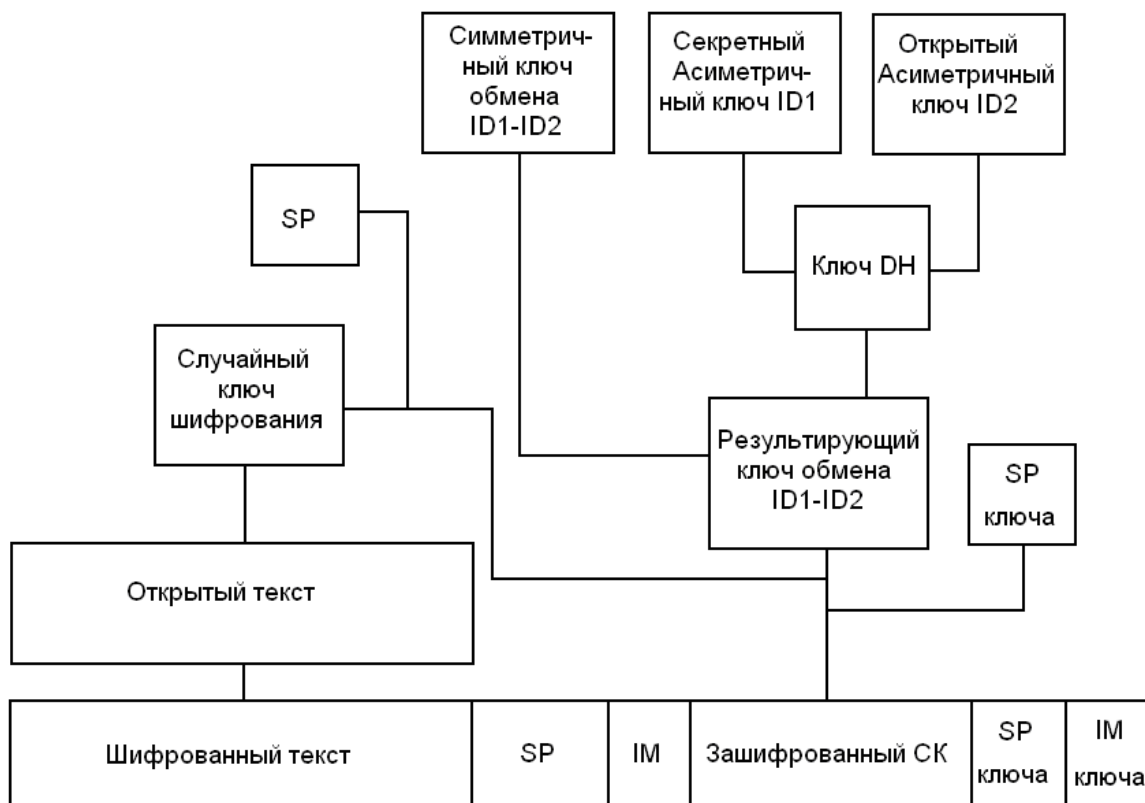 Симметрич-
ный ключ
обмена
ID1-ID2
Секретный
Асиметрич-
ный ключ ID1
Открытый
Асиметричный
ключ ID2
SP
Ключ DH
Случайный
ключ
шифрования
Результирующий
ключ обмена
ID1-ID2
SP
ключа
Открытый текст
Шифрованный текст
SP
IM
Зашифрованный СК
SP
ключа
IM
ключа